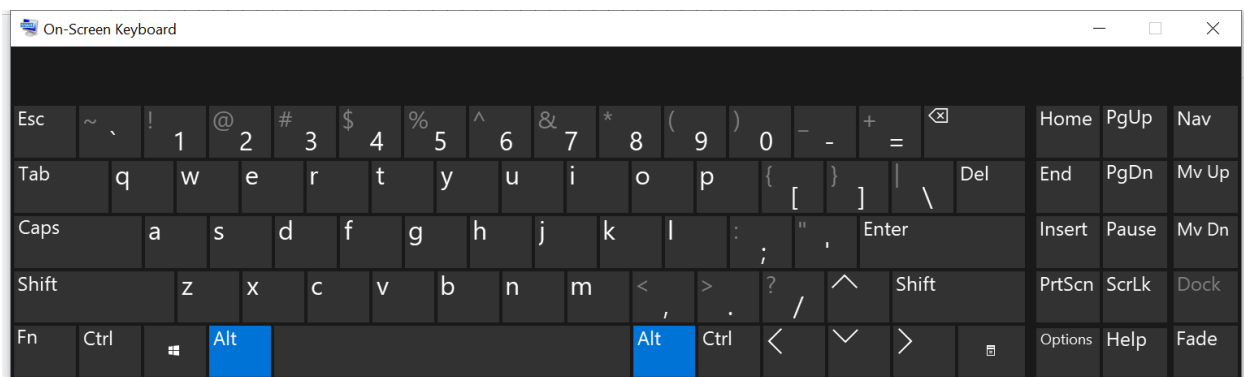 On-Screen Keyboard
Esc ~ ` ! 1 @ 2 # 3 $ 4 % 5 ^ 6 & 7 * 8 ( 9 ) 0 _ - + = Home PgUp Nav
Tab q w e r t y u i o p { [ } ] | \ Del End PgDn Mv Up
Caps a s d f g h j k l : ; " ' Enter Insert Pause Mv Dn
Shift z x c v b n m < , > . ? / Shift PrtScn ScrLk Dock
Fn Ctrl Alt Alt Ctrl Options Help Fade